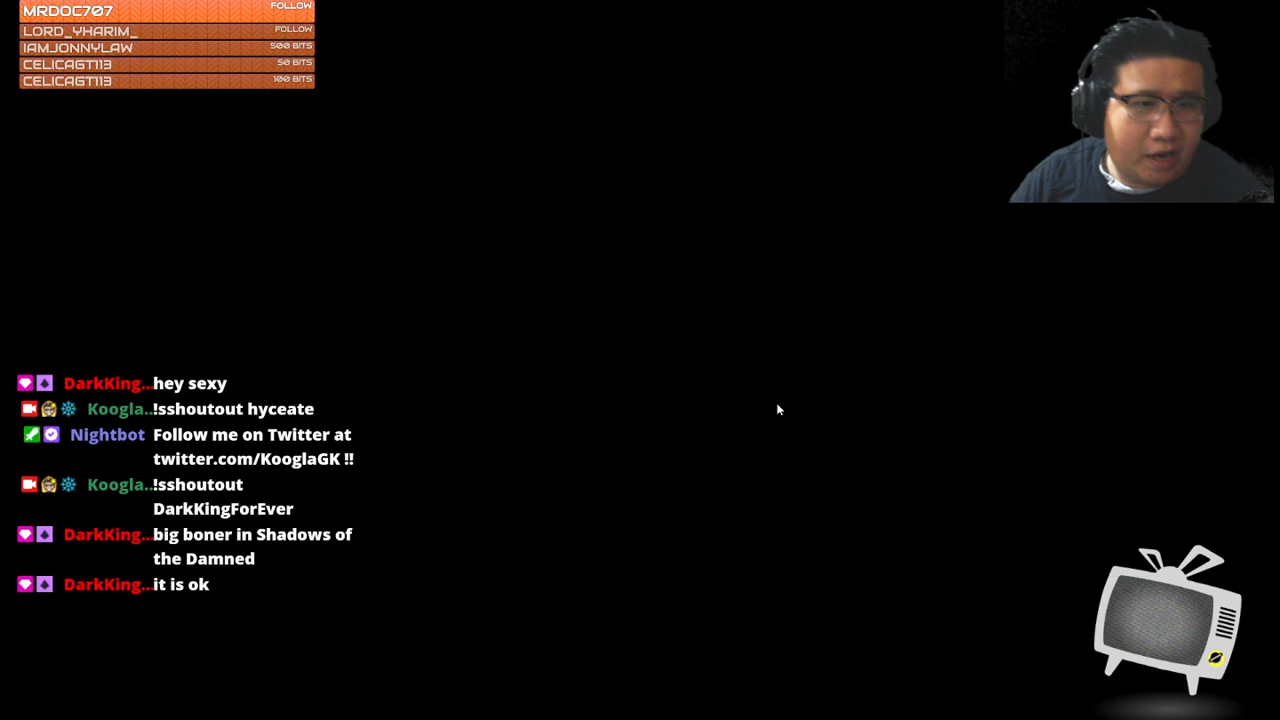 MRDOC707 FOLLOW
LORD_YHARIM_ FOLLOW
IAMJONNYLAW 500 BITS
CELICAGT113 50 BITS
CELICAGT113 100 BITS
DarkKing... hey sexy
Koogla... !sshoutout hyceate
Nightbot Follow me on Twitter at
twitter.com/KooglaGK !!
Koogla... !sshoutout
DarkKingForEver
DarkKing... big boner in Shadows of
the Damned
DarkKing... it is ok